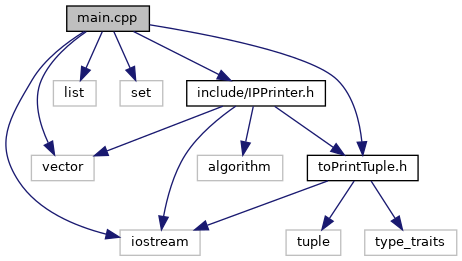 main.cpp
list
set
include/IPPrinter.h
vector
algorithm
toPrintTuple.h
iostream
tuple
type_traits